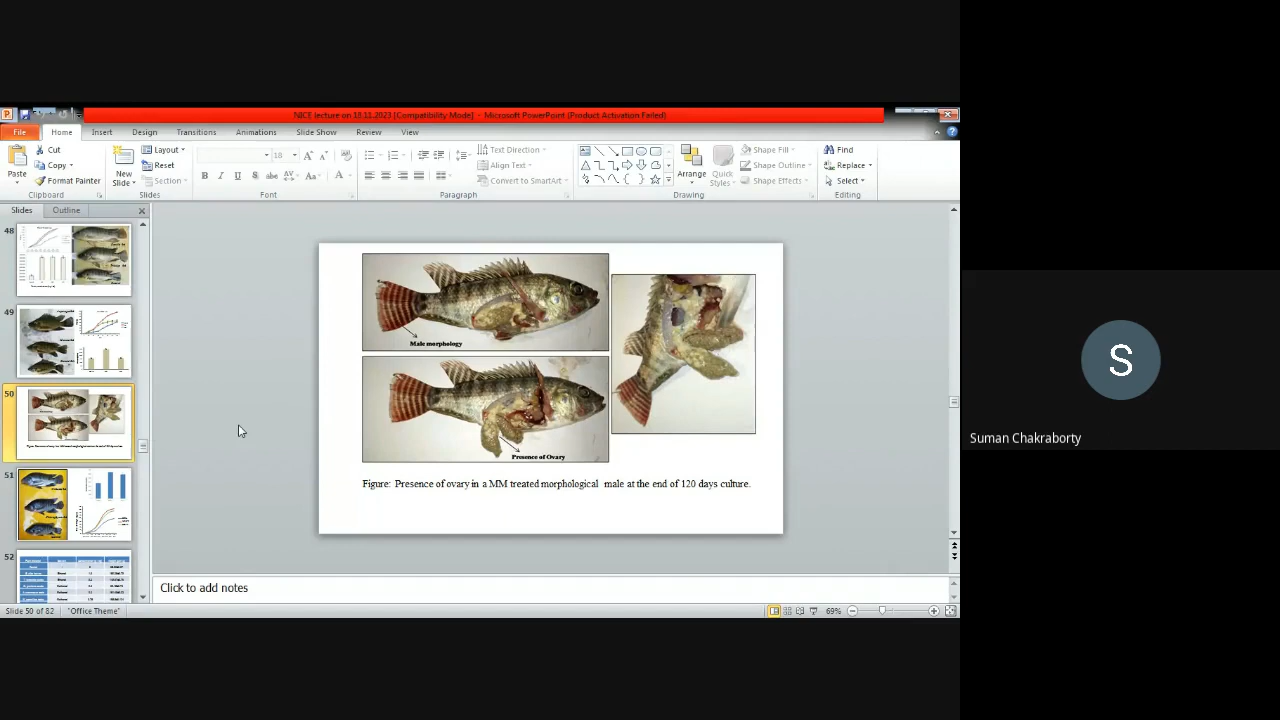 NICE lecture on 18.11.2023 [Compatibility Mode] - Microsoft PowerPoint (Product Activation Failed)
File Home Insert Design Transitions Animations Slide Show Review View
Paste
Cut
Copy
Format Painter
Clipboard
New Slide
Layout
Reset
Section
Slides
18
B I U S abc AV Aa A
Font
Text Direction
Align Text
Convert to SmartArt
Paragraph
Arrange
Quick Styles
Shape Fill
Shape Outline
Shape Effects
Drawing
Find
Replace
Select
Editing
Slides Outline
48
49
50
51
52
Male morphology
Presence of Ovary
Figure: Presence of ovary in a MM treated morphological male at the end of 120 days culture.
Click to add notes
Slide 50 of 82 "Office Theme" 69%
S
Suman Chakraborty